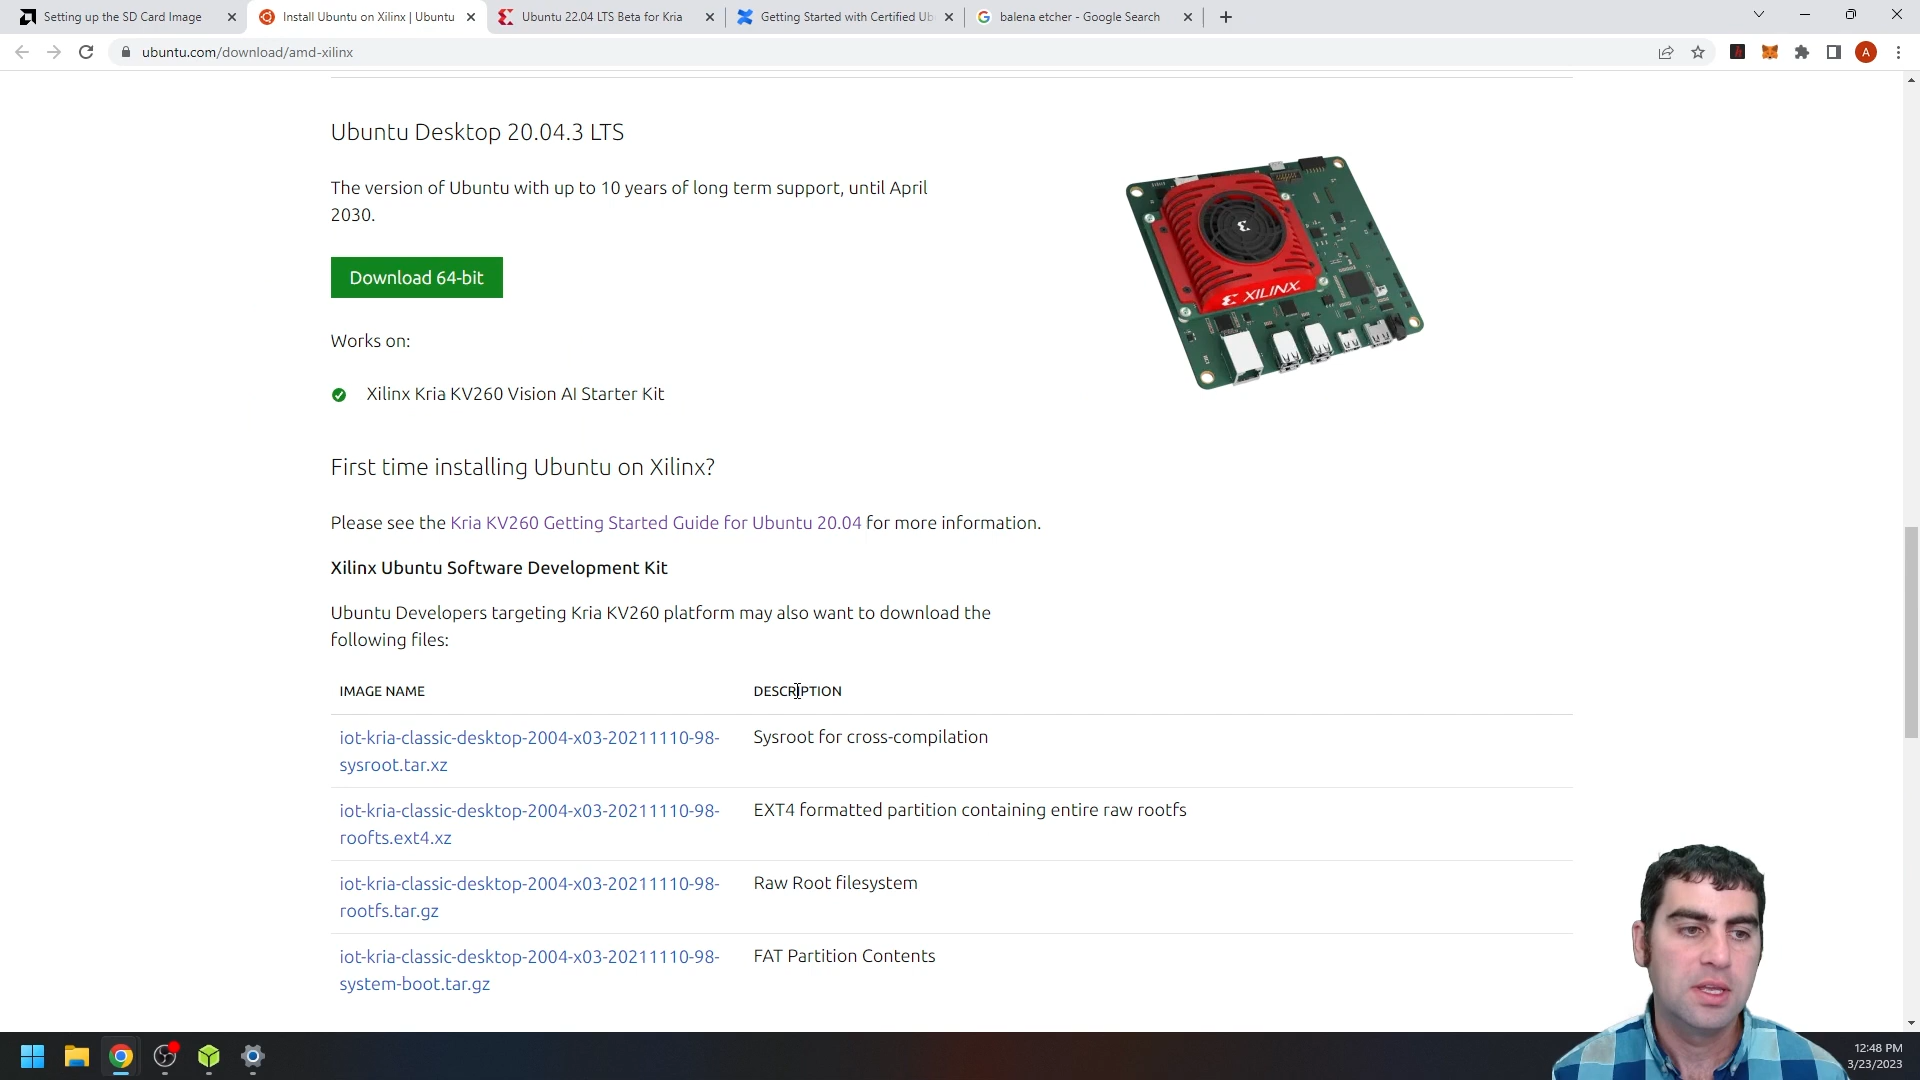 Setting up the SD Card Image
Install Ubuntu on Xilinx | Ubuntu
Ubuntu 22.04 LTS Beta for Kria
Getting Started with Certified Ub
balena etcher - Google Search
ubuntu.com/download/amd-xilinx
A
Ubuntu Desktop 20.04.3 LTS
The version of Ubuntu with up to 10 years of long term support, until April
2030.
Download 64-bit
XILINX
Works on:
Xilinx Kria KV260 Vision AI Starter Kit
First time installing Ubuntu on Xilinx?
Please see the Kria KV260 Getting Started Guide for Ubuntu 20.04 for more information.
Xilinx Ubuntu Software Development Kit
Ubuntu Developers targeting Kria KV260 platform may also want to download the
following files:
IMAGE NAME DESCRIPTION
iot-kria-classic-desktop-2004-x03-20211110-98- Sysroot for cross-compilation
sysroot.tar.xz
iot-kria-classic-desktop-2004-x03-20211110-98- EXT4 formatted partition containing entire raw rootfs
roofts.ext4.xz
iot-kria-classic-desktop-2004-x03-20211110-98- Raw Root filesystem
rootfs.tar.gz
iot-kria-classic-desktop-2004-x03-20211110-98- FAT Partition Contents
system-boot.tar.gz
12:48 PM
3/23/2023